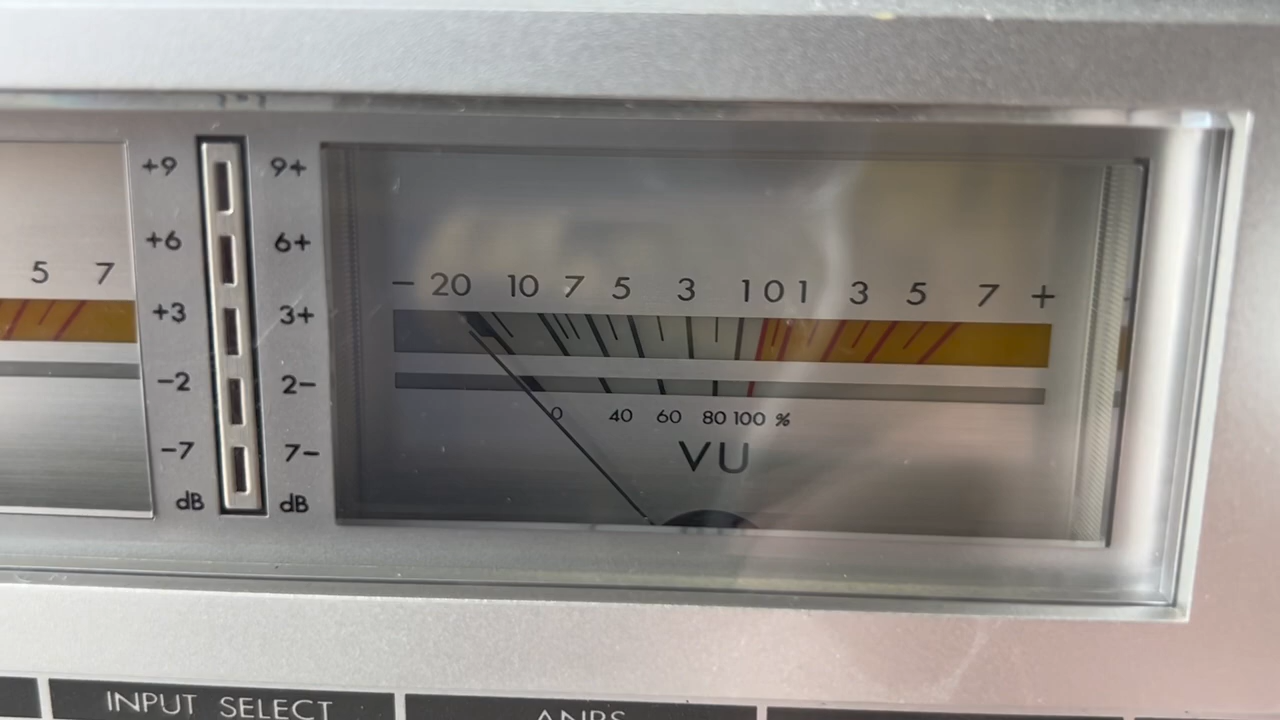 5 7
+9
+6
+3
−2
−7
dB
9+
6+
3+
2−
7−
dB
− 20 10 7 5 3 1 0 1 3 5 7 +
0 40 60 80 100 %
VU
INPUT SELECT
ANRS